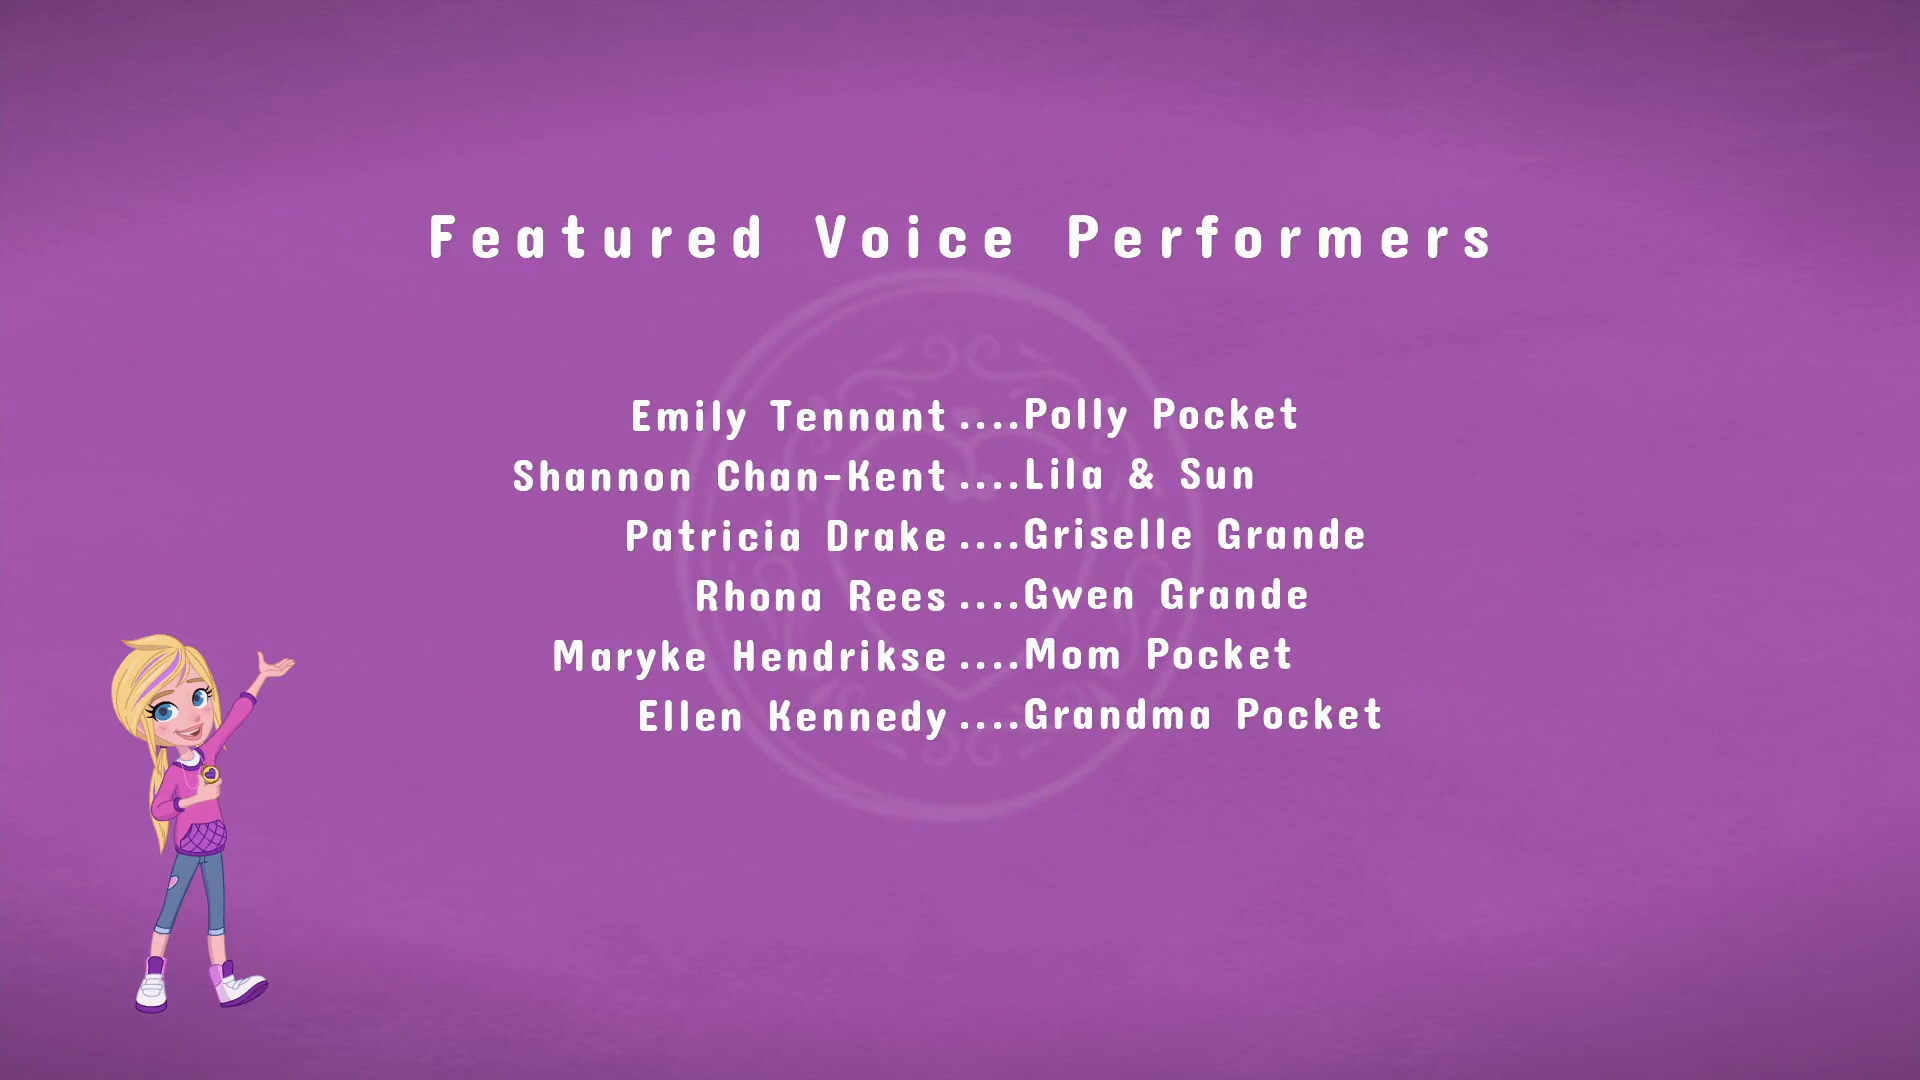 Featured Voice Performers
Emily Tennant ....Polly Pocket
Shannon Chan-Kent ....Lila & Sun
Patricia Drake ....Griselle Grande
Rhona Rees ....Gwen Grande
Maryke Hendrikse ....Mom Pocket
Ellen Kennedy ....Grandma Pocket